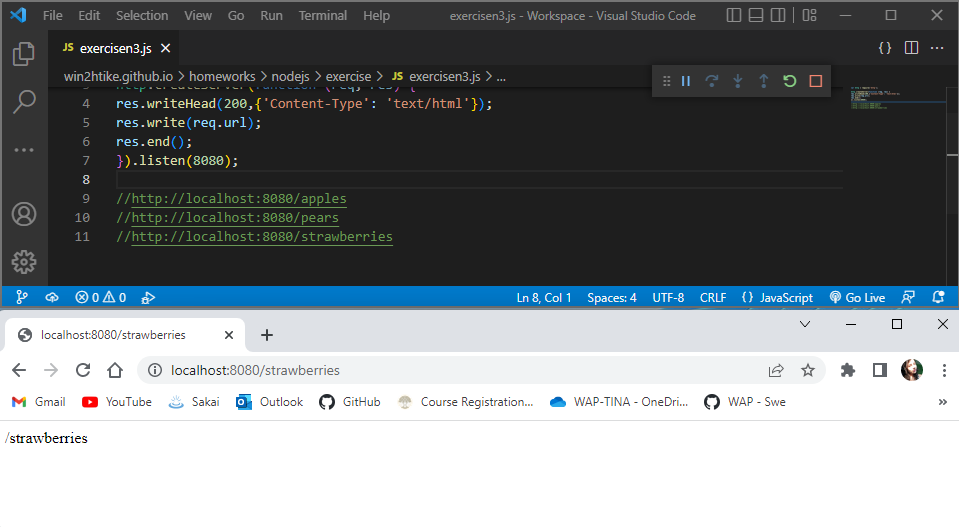 File Edit Selection View Go Run Terminal Help exercisen3.js - Workspace - Visual Studio Code
JS exercisen3.js
win2htike.github.io > homeworks > nodejs > exercise > JS exercisen3.js > ...
4 res.writeHead(200,{'Content-Type': 'text/html'});
5 res.write(req.url);
6 res.end();
7 }).listen(8080);
8
9 //http://localhost:8080/apples
10 //http://localhost:8080/pears
11 //http://localhost:8080/strawberries
0 0 Ln 8, Col 1 Spaces: 4 UTF-8 CRLF {} JavaScript Go Live
localhost:8080/strawberries
localhost:8080/strawberries
Gmail YouTube Sakai Outlook GitHub Course Registration... WAP-TINA - OneDri... WAP - Swe »
/strawberries